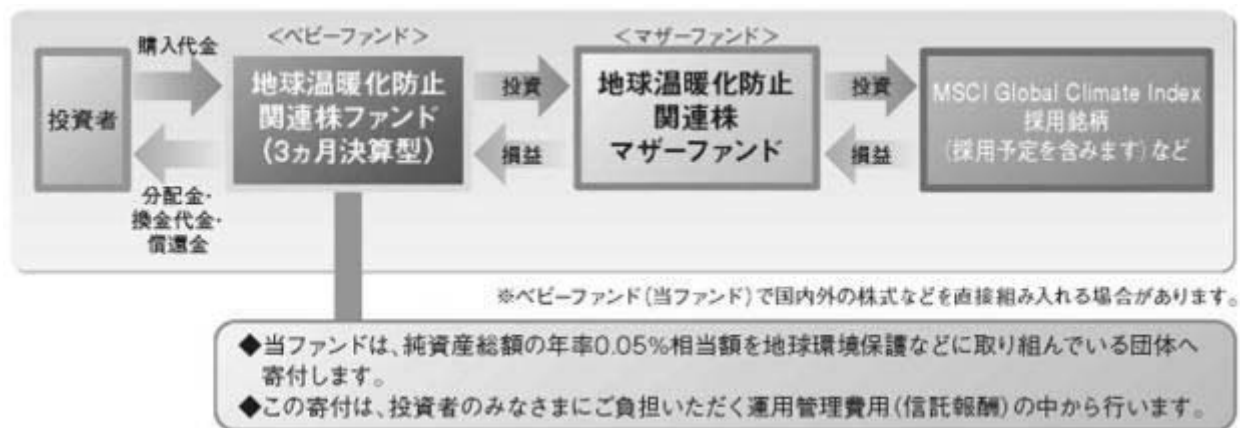 投資者
購入代金
分配金・
換金代金・
償還金
＜ベビーファンド＞
地球温暖化防止
関連株ファンド
(3ヵ月決算型)
投資
損益
＜マザーファンド＞
地球温暖化防止
関連株
マザーファンド
投資
損益
MSCI Global Climate Index
採用銘柄
(採用予定を含みます)など
※ベビーファンド(当ファンド)で国内外の株式などを直接組み入れる場合があります。
◆当ファンドは、純資産総額の年率0.05%相当額を地球環境保護などに取り組んでいる団体へ
寄付します。
◆この寄付は、投資者のみなさまにご負担いただく運用管理費用(信託報酬)の中から行います。